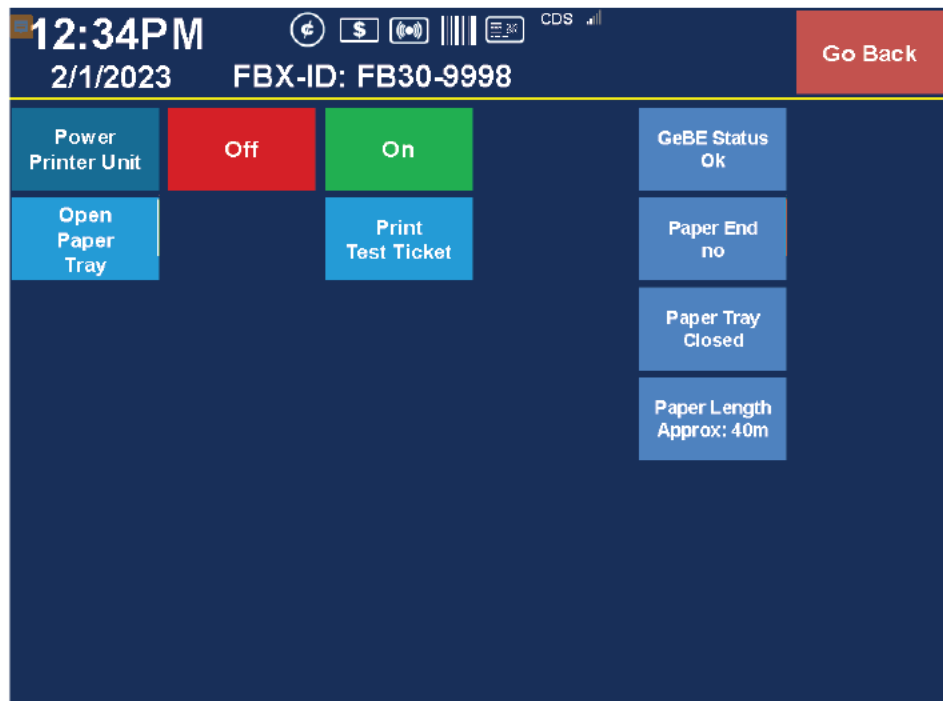 12:34PM
¢ $ CDS
2/1/2023 FBX-ID: FB30-9998
Go Back
Power
Printer Unit
Off
On
GeBE Status
Ok
Open
Paper
Tray
Print
Test Ticket
Paper End
no
Paper Tray
Closed
Paper Length
Approx: 40m